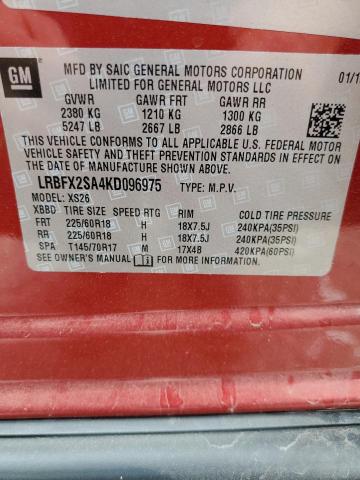 GM
MFD BY SAIC GENERAL MOTORS CORPORATION 01/1
LIMITED FOR GENERAL MOTORS LLC
GVWR GAWR FRT GAWR RR
2380 KG 1210 KG 1300 KG
5247 LB 2667 LB 2866 LB
THIS VEHICLE CONFORMS TO ALL APPLICABLE U.S. FEDERAL MOTOR
VEHICLE SAFETY AND THEFT PREVENTION STANDARDS IN EFFECT
ON THE DATE OF MANUFACTURE SHOWN ABOVE.
LRBFX2SA4KD096975 TYPE: M.P.V.
MODEL: XS26
XBBD TIRE SIZE SPEED RTG RIM COLD TIRE PRESSURE
FRT 225/60R18 H 18X7.5J 240KPA(35PSI)
RR 225/60R18 H 18X7.5J 240KPA(35PSI)
SPA T145/70R17 M 17X4B 420KPA(60PSI)
SEE OWNER'S MANUAL FOR ADDITIONAL INFORMATION